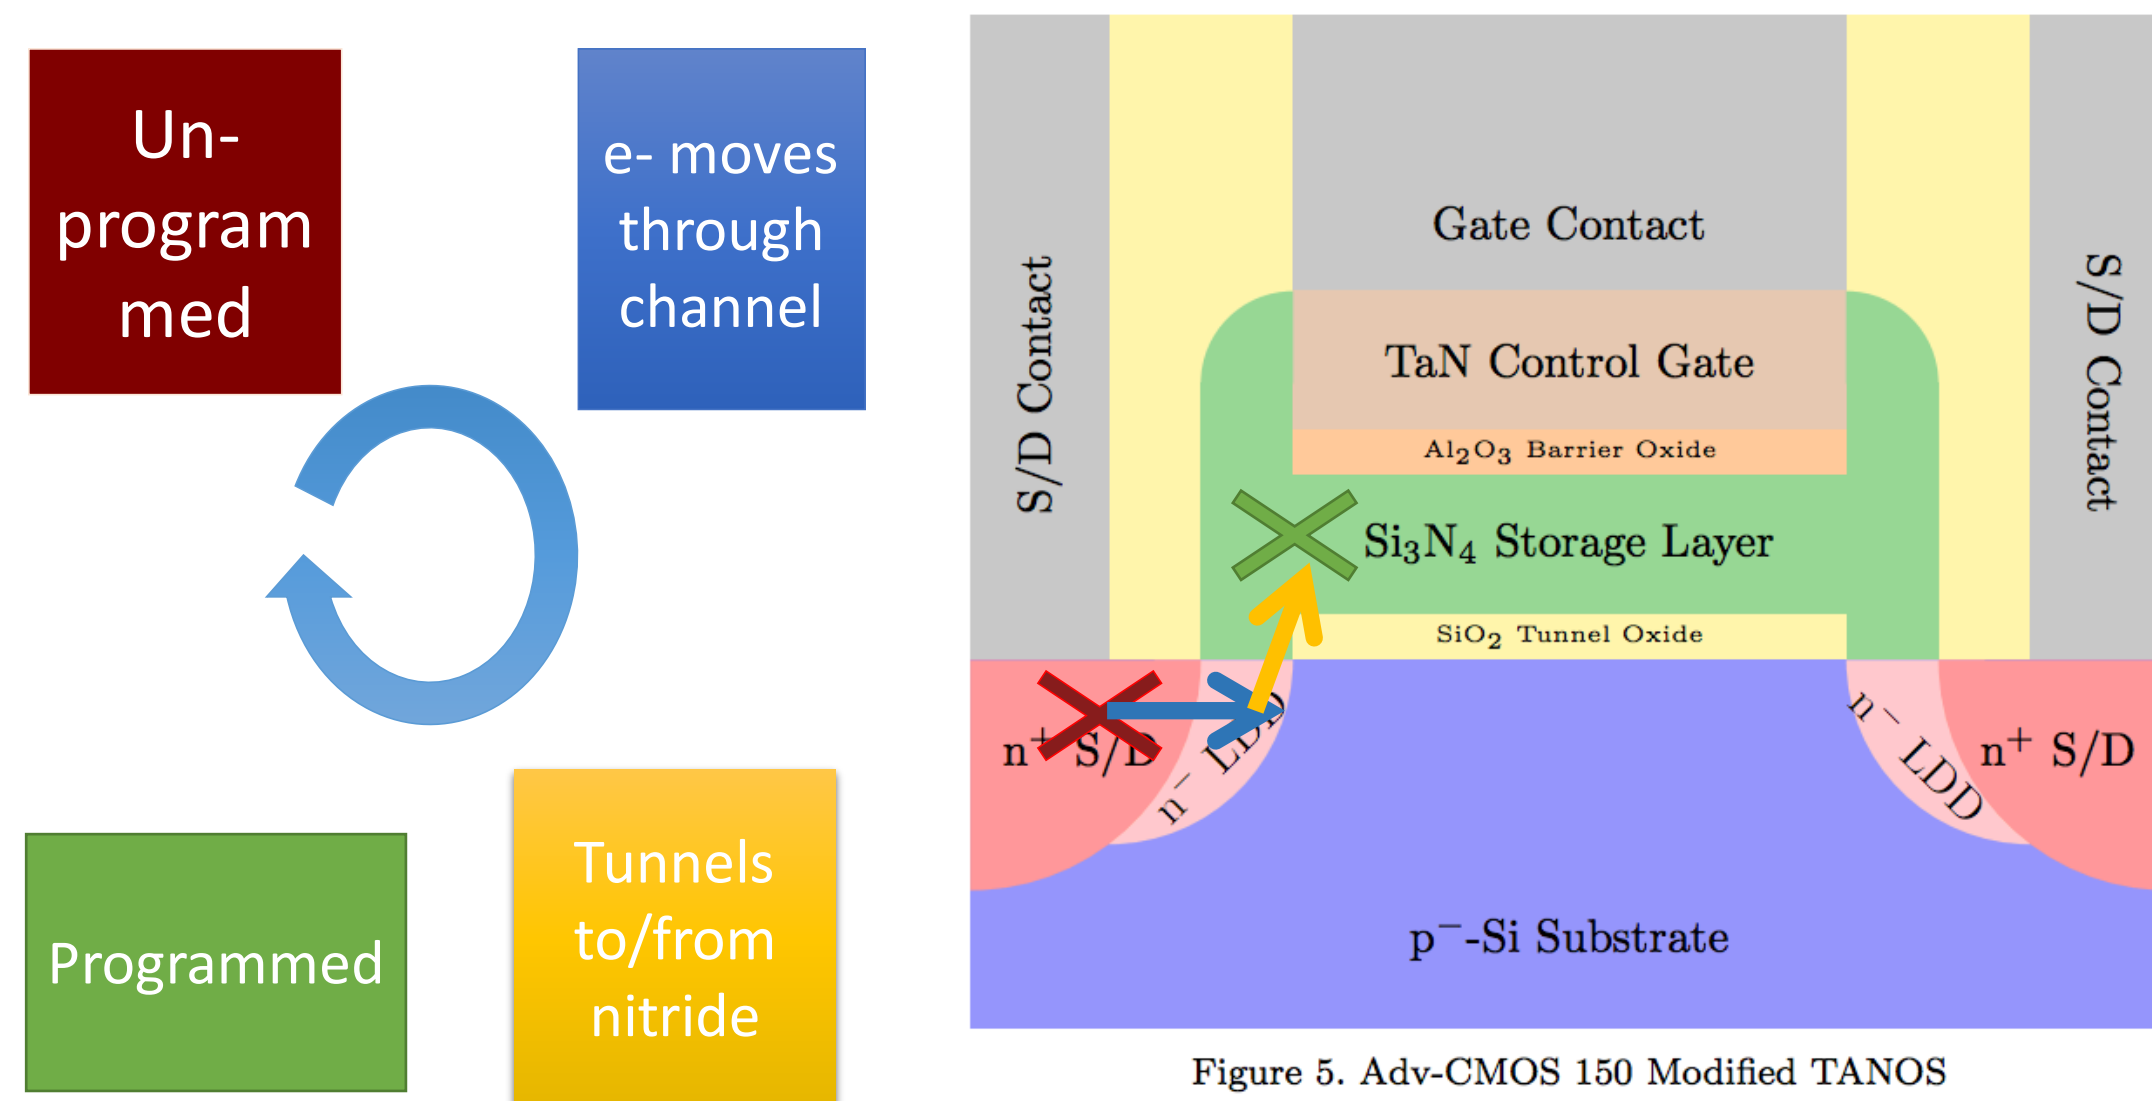 Un-
program
med
e- moves
through
channel
Programmed
Tunnels
to/from
nitride
S/D Contact
Gate Contact
S/D Contact
TaN Control Gate
Al₂O₃ Barrier Oxide
Si₃N₄ Storage Layer
SiO₂ Tunnel Oxide
n⁺ S/D
n⁻ LDD
n⁻ LDD
n⁺ S/D
p⁻-Si Substrate
Figure 5. Adv-CMOS 150 Modified TANOS